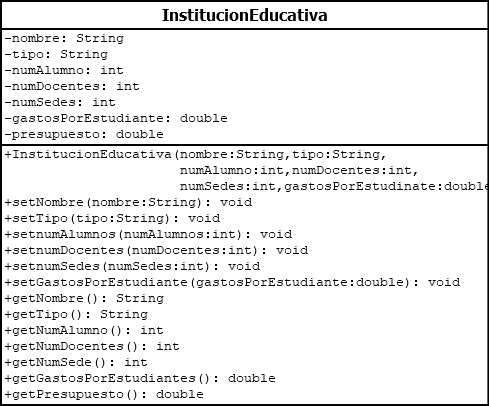 InstitucionEducativa
-nombre: String
-tipo: String
-numAlumno: int
-numDocentes: int
-numSedes: int
-gastosPorEstudiante: double
-presupuesto: double
+InstitucionEducativa(nombre:String,tipo:String,
numAlumno:int,numDocentes:int,
numSedes:int,gastosPorEstudinate:double
+setNombre(nombre:String): void
+setTipo(tipo:String): void
+setnumAlumnos(numAlumnos:int): void
+setnumDocentes(numDocentes:int): void
+setnumSedes(numSedes:int): void
+setGastosPorEstudiante(gastosPorEstudiante:double): void
+getNombre(): String
+getTipo(): String
+getNumAlumno(): int
+getNumDocentes(): int
+getNumSede(): int
+getGastosPorEstudiantes(): double
+getPresupuesto(): double